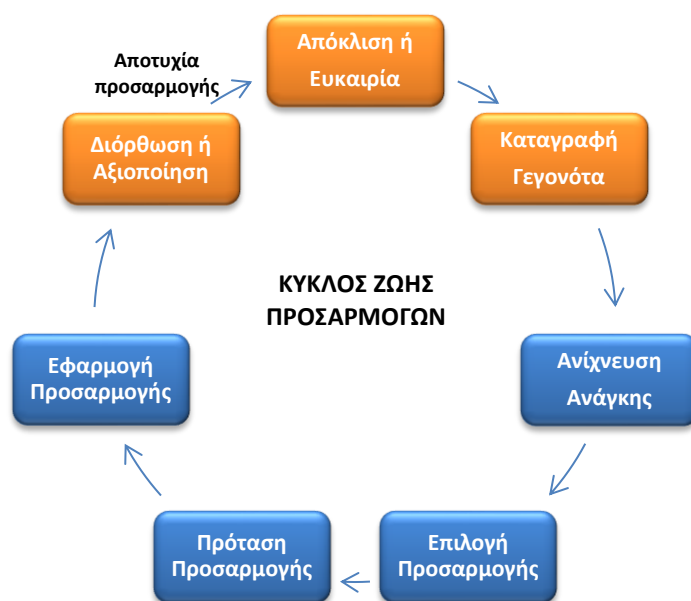 Απόκλιση ή
Ευκαιρία
Αποτυχία
προσαρμογής
Καταγραφή
Γεγονότα
Διόρθωση ή
Αξιοποίηση
ΚΥΚΛΟΣ ΖΩΗΣ
ΠΡΟΣΑΡΜΟΓΩΝ
Ανίχνευση
Ανάγκης
Εφαρμογή
Προσαρμογής
Επιλογή
Προσαρμογής
Πρόταση
Προσαρμογής